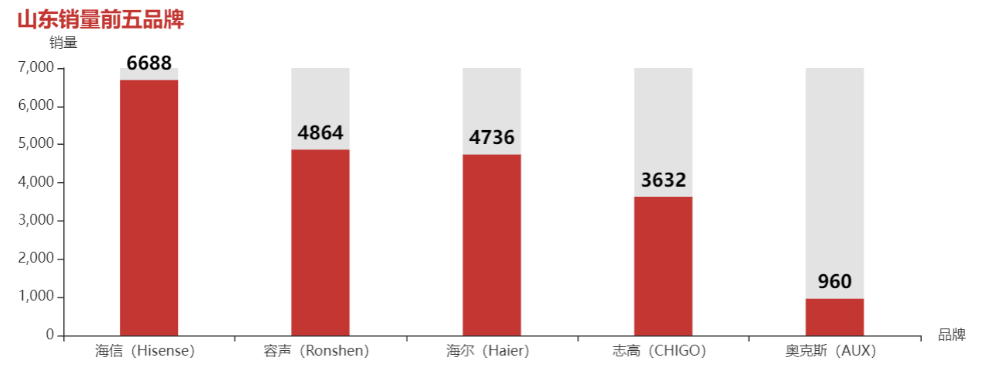 山东销量前五品牌
销量
7,000
6,000
5,000
4,000
3,000
2,000
1,000
0
6688
4864
4736
3632
960
海信（Hisense）
容声（Ronshen）
海尔（Haier）
志高（CHIGO）
奥克斯（AUX）
品牌